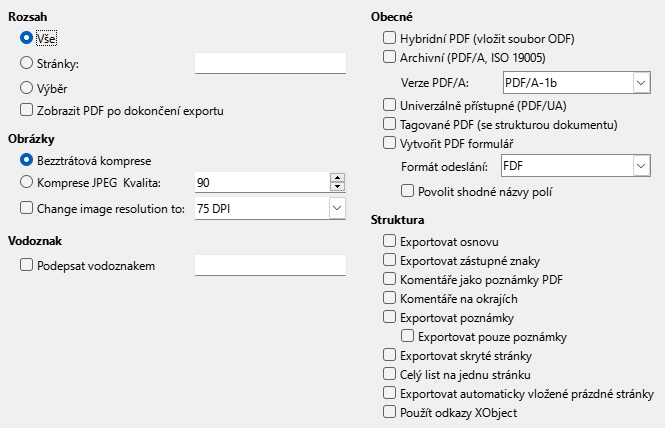 Rozsah
Vše
Stránky:
Výběr
Zobrazit PDF po dokončení exportu
Obrázky
Bezztrátová komprese
Komprese JPEG Kvalita: 90
Change image resolution to: 75 DPI
Vodoznak
Podepsat vodoznakem
Obecné
Hybridní PDF (vložit soubor ODF)
Archivní (PDF/A, ISO 19005)
Verze PDF/A: PDF/A-1b
Univerzálně přístupné (PDF/UA)
Tagované PDF (se strukturou dokumentu)
Vytvořit PDF formulář
Formát odeslání: FDF
Povolit shodné názvy polí
Struktura
Exportovat osnovu
Exportovat zástupné znaky
Komentáře jako poznámky PDF
Komentáře na okrajích
Exportovat poznámky
Exportovat pouze poznámky
Exportovat skryté stránky
Celý list na jednu stránku
Exportovat automaticky vložené prázdné stránky
Použít odkazy XObject